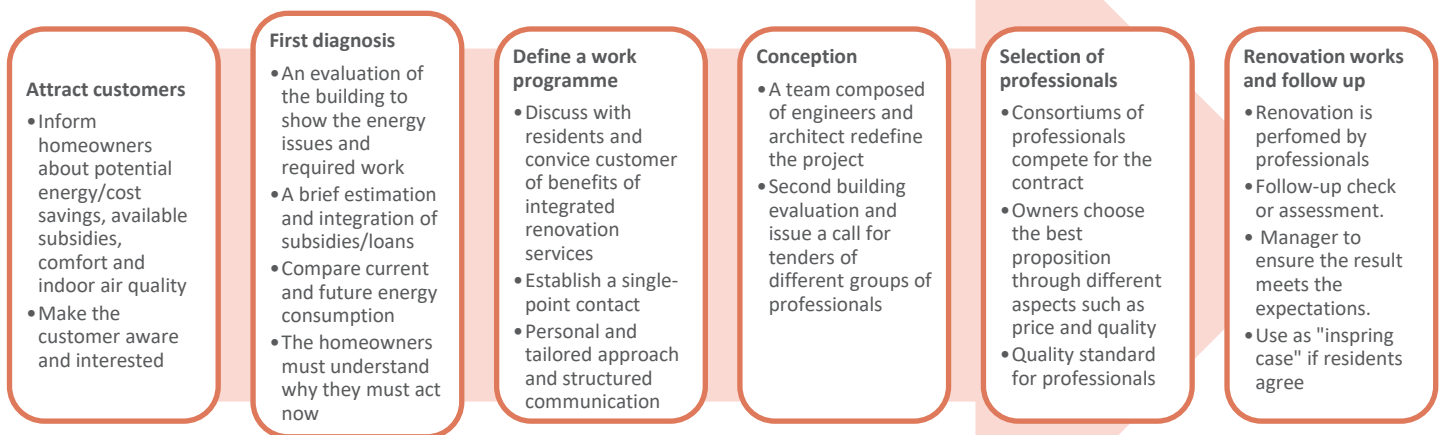 Attract customers
•Inform
homeowners
about potential
energy/cost
savings, available
subsidies,
comfort and
indoor air quality
•Make the
customer aware
and interested
First diagnosis
•An evaluation of
the building to
show the energy
issues and
required work
•A brief estimation
and integration of
subsidies/loans
•Compare current
and future energy
consumption
•The homeowners
must understand
why they must act
now
Define a work
programme
•Discuss with
residents and
convice customer
of benefits of
integrated
renovation
services
•Establish a single-
point contact
•Personal and
tailored approach
and structured
communication
Conception
•A team composed
of engineers and
architect redefine
the project
•Second building
evaluation and
issue a call for
tenders of
different groups of
professionals
Selection of
professionals
•Consortiums of
professionals
compete for the
contract
•Owners choose
the best
proposition
through different
aspects such as
price and quality
•Quality standard
for professionals
Renovation works
and follow up
•Renovation is
perfomed by
professionals
•Follow-up check
or assessment.
• Manager to
ensure the result
meets the
expectations.
•Use as "inspring
case" if residents
agree